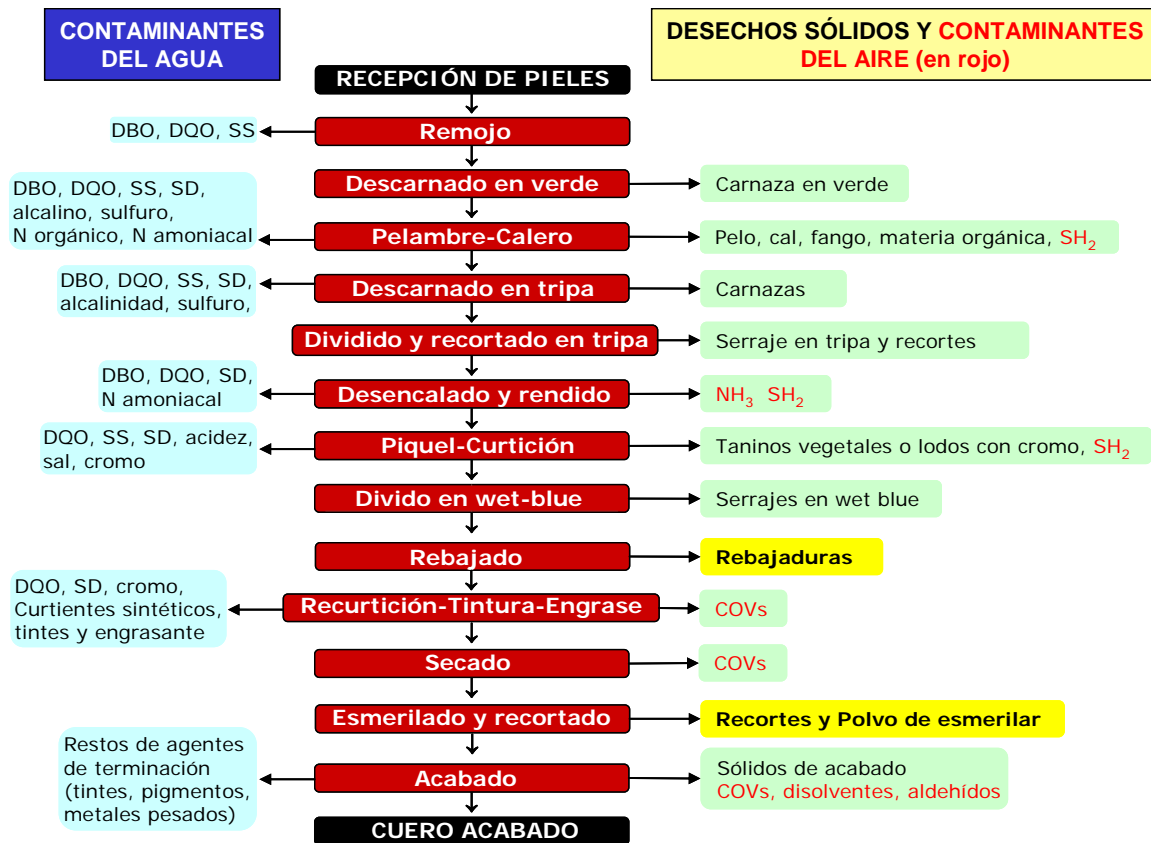 CONTAMINANTES
DEL AGUA
DESECHOS SÓLIDOS Y CONTAMINANTES
DEL AIRE (en rojo)
RECEPCIÓN DE PIELES
DBO, DQO, SS
Remojo
Descarnado en verde
Carnaza en verde
DBO, DQO, SS, SD,
alcalino, sulfuro,
N orgánico, N amoniacal
Pelambre-Calero
Pelo, cal, fango, materia orgánica, SH₂
DBO, DQO, SS, SD,
alcalinidad, sulfuro,
Descarnado en tripa
Carnazas
Dividido y recortado en tripa
Serraje en tripa y recortes
DBO, DQO, SD,
N amoniacal
Desencalado y rendido
NH₃ SH₂
DQO, SS, SD, acidez,
sal, cromo
Piquel-Curtición
Taninos vegetales o lodos con cromo, SH₂
Divido en wet-blue
Serrajes en wet blue
Rebajado
Rebajaduras
DQO, SD, cromo,
Curtientes sintéticos,
tintes y engrasante
Recurtición-Tintura-Engrase
COVs
Secado
COVs
Esmerilado y recortado
Recortes y Polvo de esmerilar
Restos de agentes
de terminación
(tintes, pigmentos,
metales pesados)
Acabado
Sólidos de acabado
COVs, disolventes, aldehídos
CUERO ACABADO